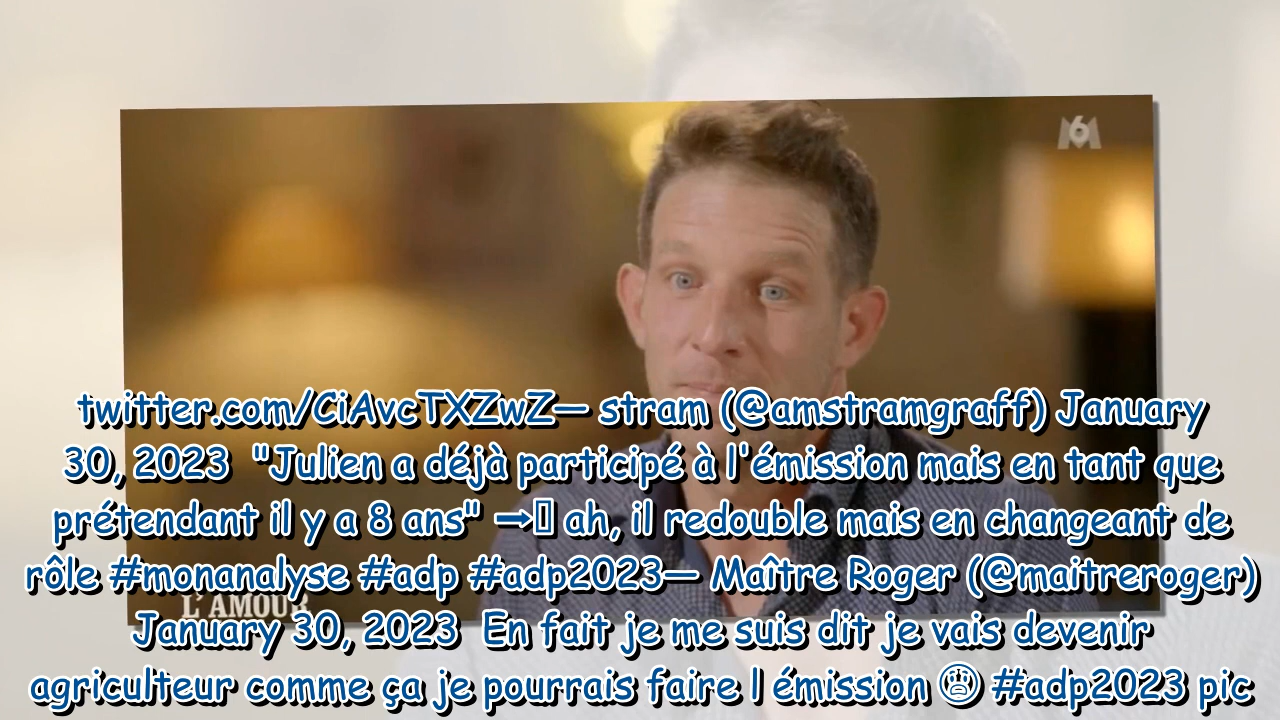 M6
twitter.com/CiAvcTXZwZ— stram (@amstramgraff) January
30, 2023 "Julien a déjà participé à l'émission mais en tant que
prétendant il y a 8 ans" → ah, il redouble mais en changeant de
rôle #monanalyse #adp #adp2023— Maître Roger (@maitreroger)
L'AMOUR
January 30, 2023 En fait je me suis dit je vais devenir
agriculteur comme ça je pourrais faire l émission 😨 #adp2023 pic